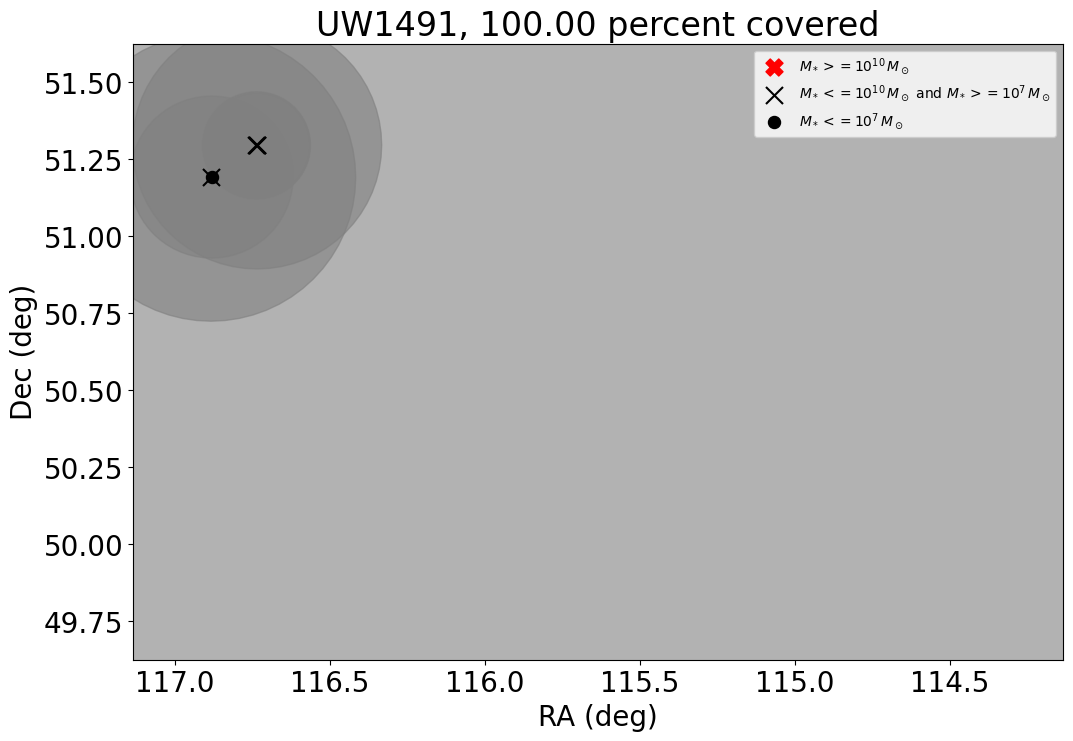 UW1491, 100.00 percent covered
M* >= 10^10 M⊙
M* <= 10^10 M⊙ and M* >= 10^7 M⊙
M* <= 10^7 M⊙
51.50
51.25
51.00
50.75
50.50
50.25
50.00
49.75
Dec (deg)
117.0 116.5 116.0 115.5 115.0 114.5
RA (deg)